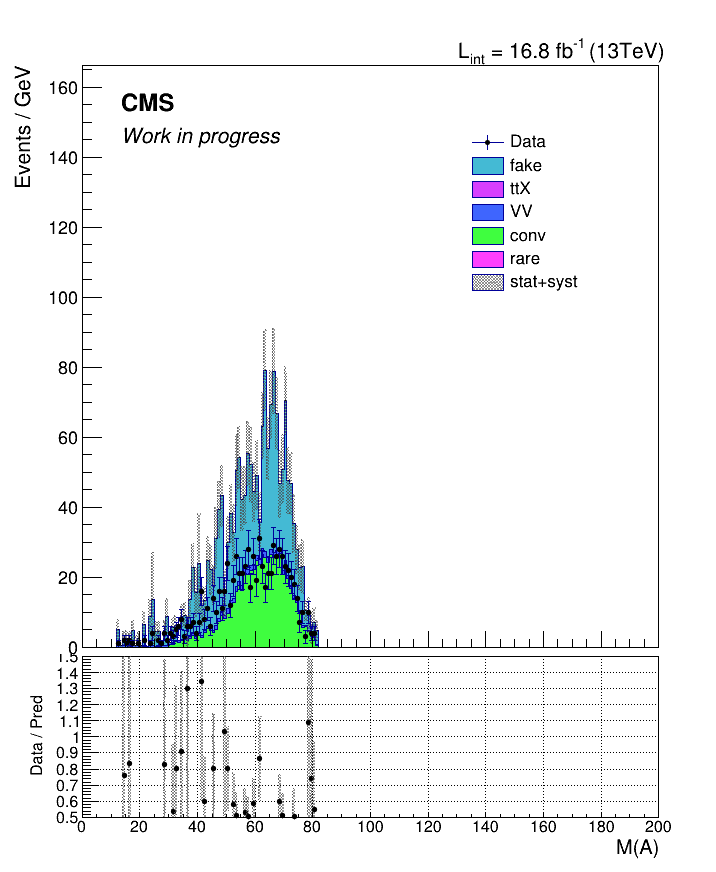 L_int = 16.8 fb^-1 (13TeV)
Events / GeV
CMS
Work in progress
160
140
120
100
80
60
40
20
0
Data
fake
ttX
VV
conv
rare
stat+syst
Data / Pred
1.5
1.4
1.3
1.2
1.1
1
0.9
0.8
0.7
0.6
0.5
0 20 40 60 80 100 120 140 160 180 200
M(A)